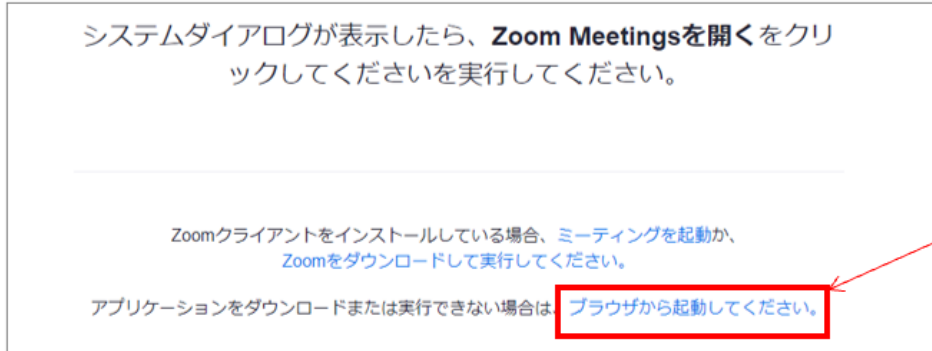 システムダイアログが表示したら、Zoom Meetingsを開くをクリ
ックしてくださいを実行してください。
Zoomクライアントをインストールしている場合、ミーティングを起動か、
Zoomをダウンロードして実行してください。
アプリケーションをダウンロードまたは実行できない場合は、ブラウザから起動してください。